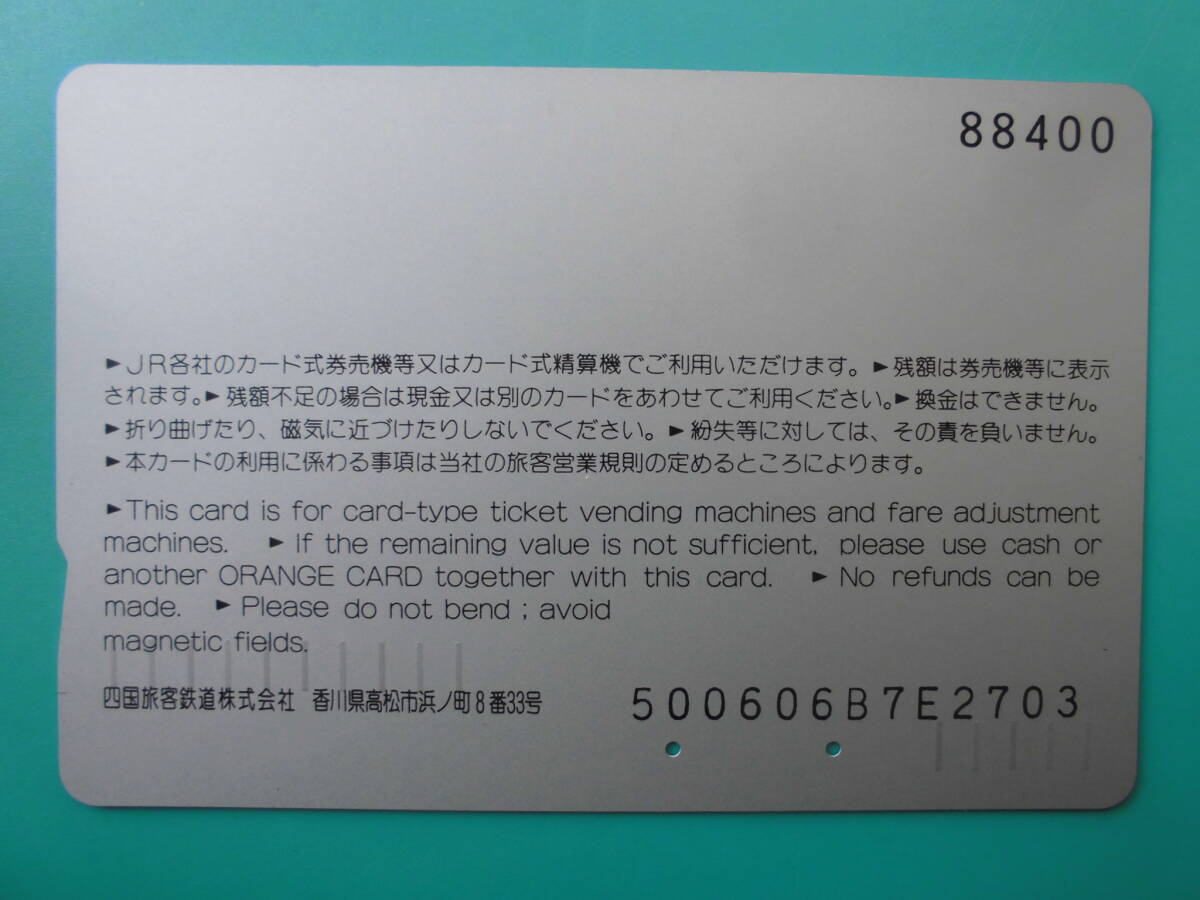 88400
►JR各社のカード式券売機等又はカード式精算機でご利用いただけます。►残額は券売機等に表示
されます。►残額不足の場合は現金又は別のカードをあわせてご利用ください。►換金はできません。
►折り曲げたり、磁気に近づけたりしないでください。►紛失等に対しては、その責を負いません。
►本カードの利用に係わる事項は当社の旅客営業規則の定めるところによります。
►This card is for card-type ticket vending machines and fare adjustment
machines. ►If the remaining value is not sufficient, please use cash or
another ORANGE CARD together with this card. ►No refunds can be
made. ►Please do not bend ; avoid
magnetic fields.
四国旅客鉄道株式会社 香川県高松市浜ノ町8番33号
500606B7E2703